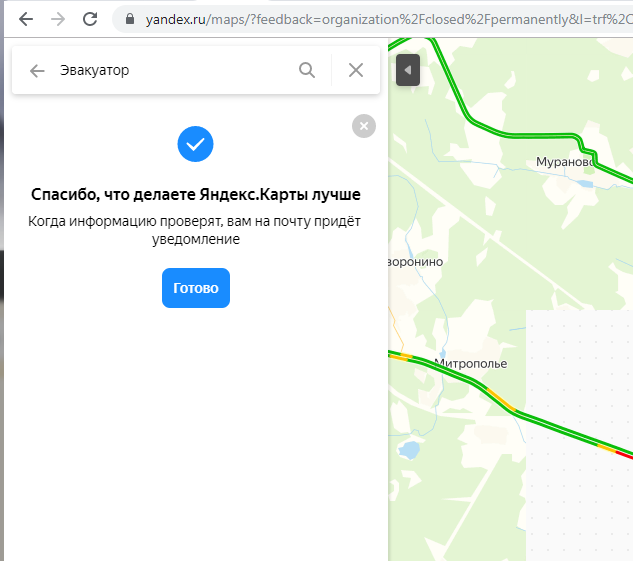 yandex.ru/maps/?feedback=organization%2Fclosed%2Fpermanently&l=trf%2C
Эвакуатор
Спасибо, что делаете Яндекс.Карты лучше
Когда информацию проверят, вам на почту придёт
уведомление
Готово
Мураново
воронино
Митрополье